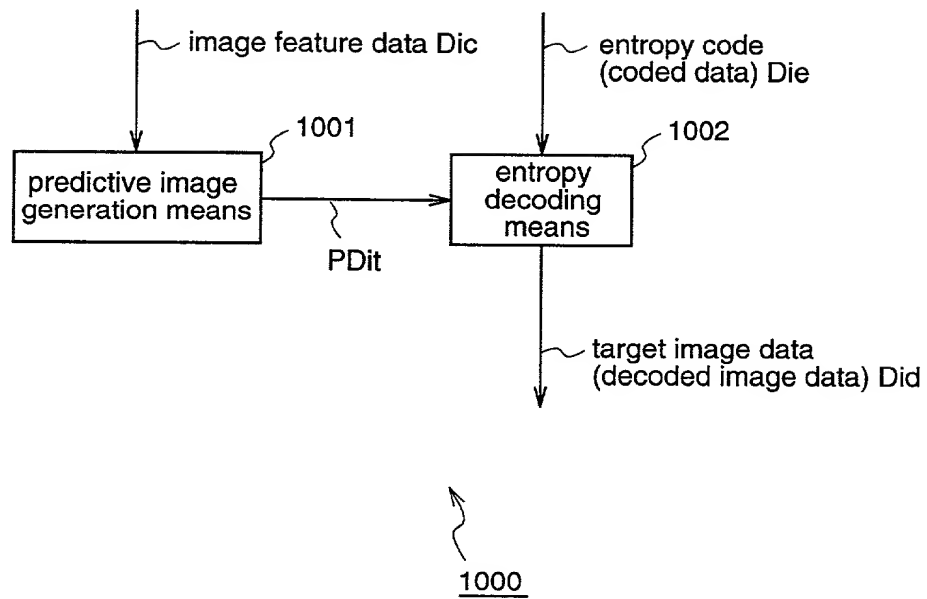 image feature data Dic
entropy code
(coded data) Die
1001
1002
predictive image
generation means
entropy
decoding
means
PDit
target image data
(decoded image data) Did
1000